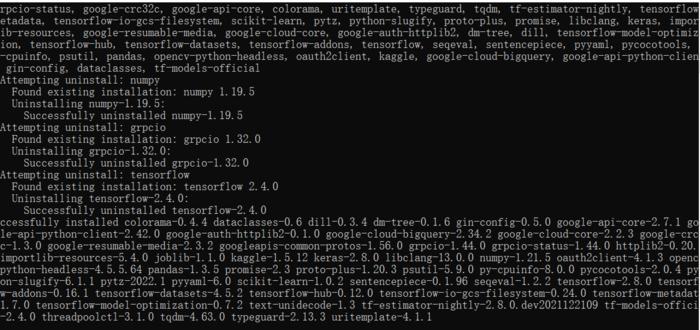 rpcio-status, google-crc32c, google-api-core, colorama, uritemplate, typeguard, tqdm, tf-estimator-nightly, tensorflow
etadata, tensorflow-io-gcs-filesystem, scikit-learn, pytz, python-slugify, proto-plus, promise, libclang, keras, impor
ib-resources, google-resumable-media, google-cloud-core, google-auth-httplib2, dm-tree, dill, tensorflow-model-optimiz
ion, tensorflow-hub, tensorflow-datasets, tensorflow-addons, tensorflow, seqeval, sentencepiece, pyyaml, pycocotools,
-cpuinfo, psutil, pandas, opencv-python-headless, oauth2client, kaggle, google-cloud-bigquery, google-api-python-clien
gin-config, dataclasses, tf-models-official
Attempting uninstall: numpy
Found existing installation: numpy 1.19.5
Uninstalling numpy-1.19.5:
Successfully uninstalled numpy-1.19.5
Attempting uninstall: grpcio
Found existing installation: grpcio 1.32.0
Uninstalling grpcio-1.32.0:
Successfully uninstalled grpcio-1.32.0
Attempting uninstall: tensorflow
Found existing installation: tensorflow 2.4.0
Uninstalling tensorflow-2.4.0:
Successfully uninstalled tensorflow-2.4.0
ccessfully installed colorama-0.4.4 dataclasses-0.6 dill-0.3.4 dm-tree-0.1.6 gin-config-0.5.0 google-api-core-2.7.1 go
le-api-python-client-2.42.0 google-auth-httplib2-0.1.0 google-cloud-bigquery-2.34.2 google-cloud-core-2.2.3 google-crc
c-1.3.0 google-resumable-media-2.3.2 googleapis-common-protos-1.56.0 grpcio-1.44.0 grpcio-status-1.44.0 httplib2-0.20.
importlib-resources-5.4.0 joblib-1.1.0 kaggle-1.5.12 keras-2.8.0 libclang-13.0.0 numpy-1.21.5 oauth2client-4.1.3 openc
python-headless-4.5.5.64 pandas-1.3.5 promise-2.3 proto-plus-1.20.3 psutil-5.9.0 py-cpuinfo-8.0.0 pycocotools-2.0.4 py
on-slugify-6.1.1 pytz-2022.1 pyyaml-6.0 scikit-learn-1.0.2 sentencepiece-0.1.96 seqeval-1.2.2 tensorflow-2.8.0 tensorf
w-addons-0.16.1 tensorflow-datasets-4.5.2 tensorflow-hub-0.12.0 tensorflow-io-gcs-filesystem-0.24.0 tensorflow-metadat
1.7.0 tensorflow-model-optimization-0.7.2 text-unidecode-1.3 tf-estimator-nightly-2.8.0.dev2021122109 tf-models-offici
-2.4.0 threadpoolctl-3.1.0 tqdm-4.63.0 typeguard-2.13.3 uritemplate-4.1.1